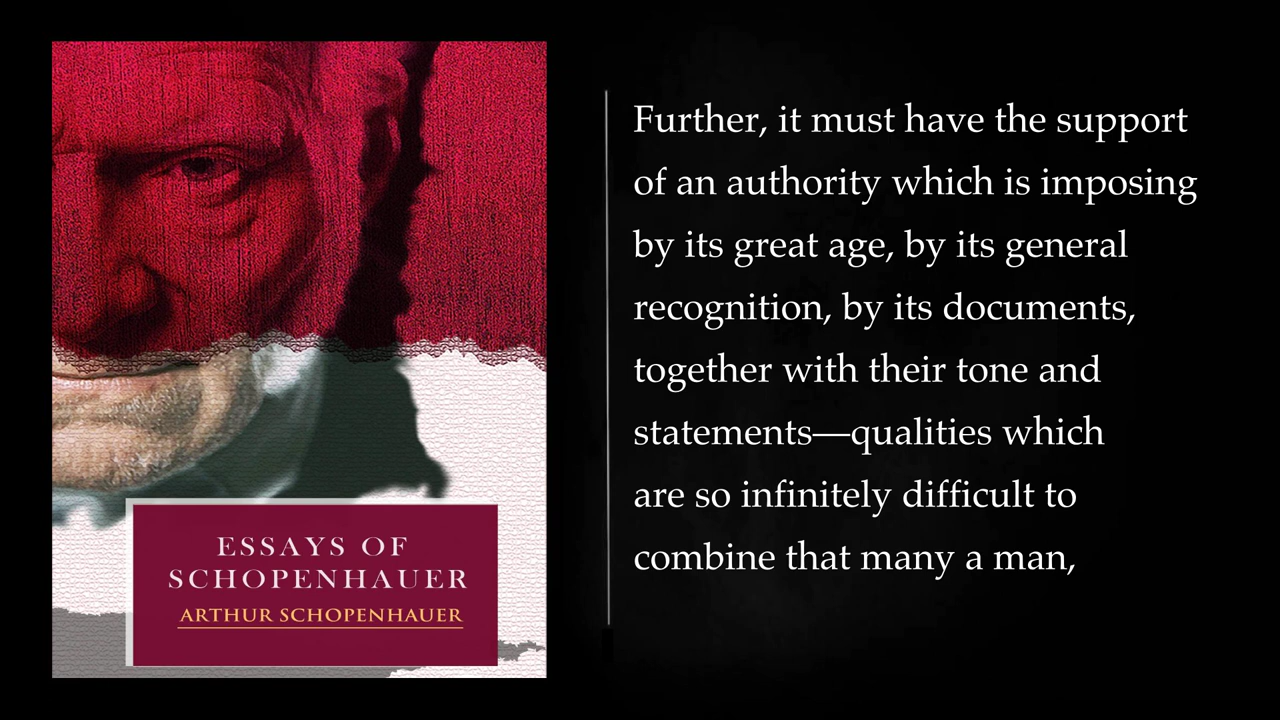 ESSAYS OF
SCHOPENHAUER
ARTHUR SCHOPENHAUER
Further, it must have the support
of an authority which is imposing
by its great age, by its general
recognition, by its documents,
together with their tone and
statements—qualities which
are so infinitely difficult to
combine that many a man,